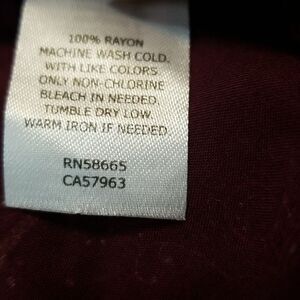 100% RAYON
MACHINE WASH COLD.
WITH LIKE COLORS
ONLY NON-CHLORINE
BLEACH IN NEEDED.
TUMBLE DRY LOW.
WARM IRON IF NEEDED.
RN58665
CA57963